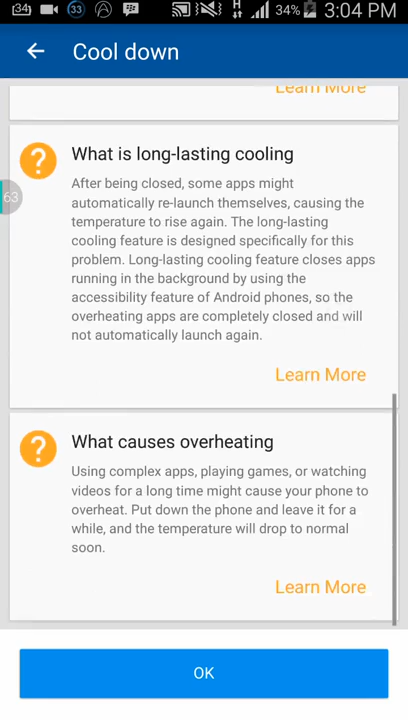 34 33 H 34% 3:04 PM
Cool down
Learn More
What is long-lasting cooling
After being closed, some apps might
automatically re-launch themselves, causing the
temperature to rise again. The long-lasting
cooling feature is designed specifically for this
problem. Long-lasting cooling feature closes apps
running in the background by using the
accessibility feature of Android phones, so the
overheating apps are completely closed and will
not automatically launch again.
63
Learn More
What causes overheating
Using complex apps, playing games, or watching
videos for a long time might cause your phone to
overheat. Put down the phone and leave it for a
while, and the temperature will drop to normal
soon.
Learn More
OK